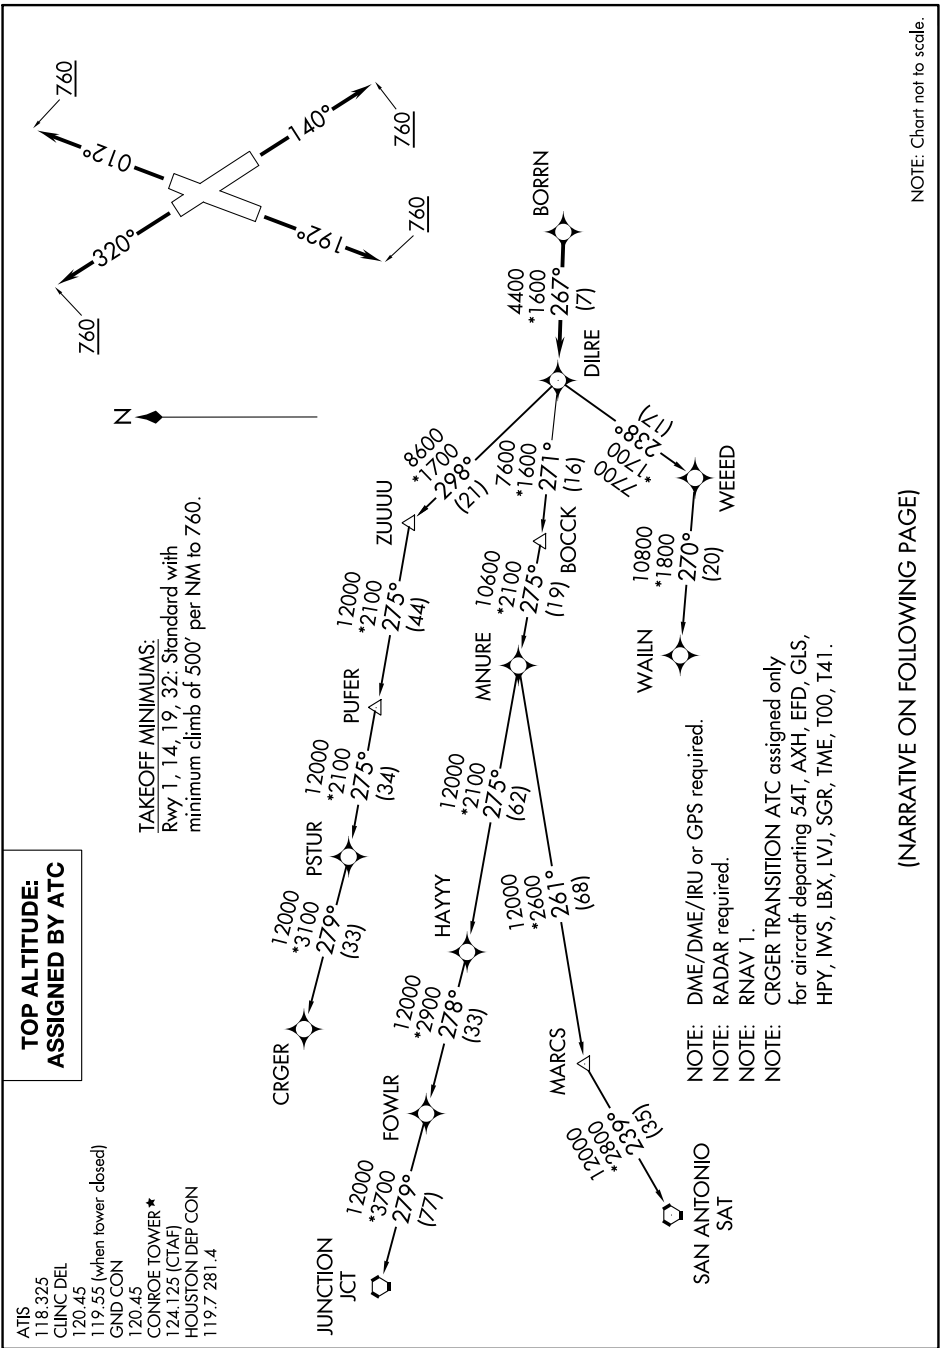 ATIS
118.325
CLNC DEL
120.45
119.55 (when tower closed)
GND CON
120.45
CONROE TOWER ★
124.125 (CTAF)
HOUSTON DEP CON
119.7 281.4
TOP ALTITUDE:
ASSIGNED BY ATC
TAKEOFF MINIMUMS:
Rwy 1, 14, 19, 32: Standard with
minimum climb of 500' per NM to 760.
N
760
320°
760
012°
140°
760
192°
760
CRGER
12000
*3100
279°
(33)
PSTUR
12000
*2100
275°
(34)
PUFER
12000
*2100
275°
(44)
ZUUUU
8600
*1700
298°
(21)
JUNCTION
JCT
12000
*3700
279°
(77)
FOWLR
12000
*2900
278°
(33)
HAYYY
12000
*2100
275°
(62)
MNURE
10600
*2100
275°
(19)
BOCCK
7600
*1600
271°
(16)
DILRE
4400
*1600
267°
(7)
BORRN
SAN ANTONIO
SAT
12000
*2800
239°
(35)
MARCS
12000
*2600
261°
(68)
WAILN
10800
*1800
270°
(20)
WEEED
7700
*1700
238°
(17)
NOTE: DME/DME/IRU or GPS required.
NOTE: RADAR required.
NOTE: RNAV 1.
NOTE: CRGER TRANSITION ATC assigned only
for aircraft departing 54T, AXH, EFD, GLS,
HPY, IWS, LBX, LVJ, SGR, TME, T00, T41.
(NARRATIVE ON FOLLOWING PAGE)
NOTE: Chart not to scale.